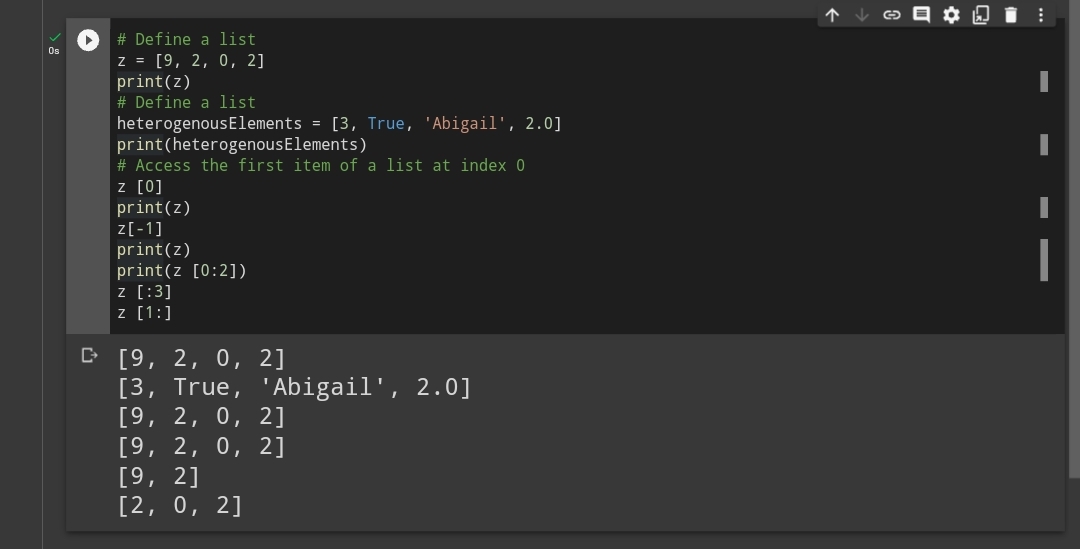 0s
# Define a list
z = [9, 2, 0, 2]
print(z)
# Define a list
heterogenousElements = [3, True, 'Abigail', 2.0]
print(heterogenousElements)
# Access the first item of a list at index 0
z [0]
print(z)
z[-1]
print(z)
print(z [0:2])
z [:3]
z [1:]
[9, 2, 0, 2]
[3, True, 'Abigail', 2.0]
[9, 2, 0, 2]
[9, 2, 0, 2]
[9, 2]
[2, 0, 2]